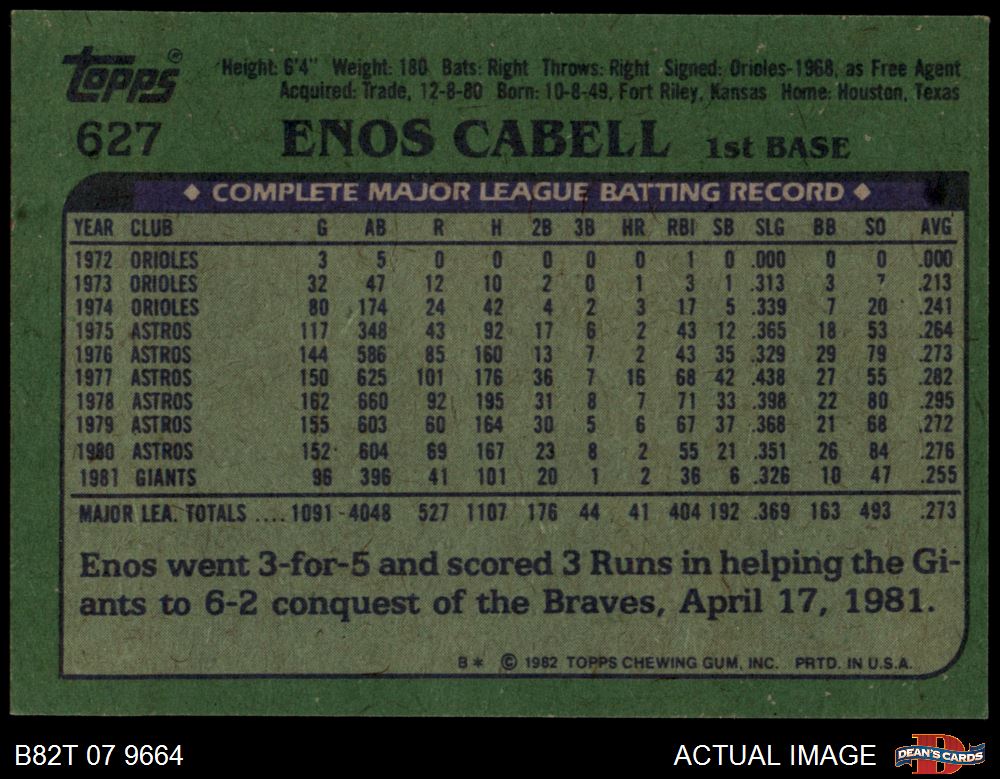 Topps®
Height: 6'4" Weight: 180 Bats: Right Throws: Right Signed: Orioles-1968, as Free Agent
Acquired: Trade, 12-8-80 Born: 10-8-49, Fort Riley, Kansas Home: Houston, Texas
627 ENOS CABELL 1st BASE
◆ COMPLETE MAJOR LEAGUE BATTING RECORD ◆
YEAR CLUB G AB R H 2B 3B HR RBI SB SLG BB SO AVG
1972 ORIOLES 3 5 0 0 0 0 0 1 0 .000 0 0 .000
1973 ORIOLES 32 47 12 10 2 0 1 3 1 .313 3 7 .213
1974 ORIOLES 80 174 24 42 4 2 3 17 5 .339 7 20 .241
1975 ASTROS 117 348 43 92 17 6 2 43 12 .365 18 53 .264
1976 ASTROS 144 586 85 160 13 7 2 43 35 .329 29 79 .273
1977 ASTROS 150 625 101 176 36 7 16 68 42 .438 27 55 .282
1978 ASTROS 162 660 92 195 31 8 7 71 33 .398 22 80 .295
1979 ASTROS 155 603 60 164 30 5 6 67 37 .368 21 68 .272
1980 ASTROS 152 604 69 167 23 8 2 55 21 .351 26 84 .276
1981 GIANTS 96 396 41 101 20 1 2 36 6 .326 10 47 .255
MAJOR LEA. TOTALS .... 1091 4048 527 1107 176 44 41 404 192 .369 163 493 .273
Enos went 3-for-5 and scored 3 Runs in helping the Gi-
ants to 6-2 conquest of the Braves, April 17, 1981.
B* © 1982 TOPPS CHEWING GUM, INC. PRTD. IN U.S.A.
B82T 07 9664 ACTUAL IMAGE DEAN'S CARDS